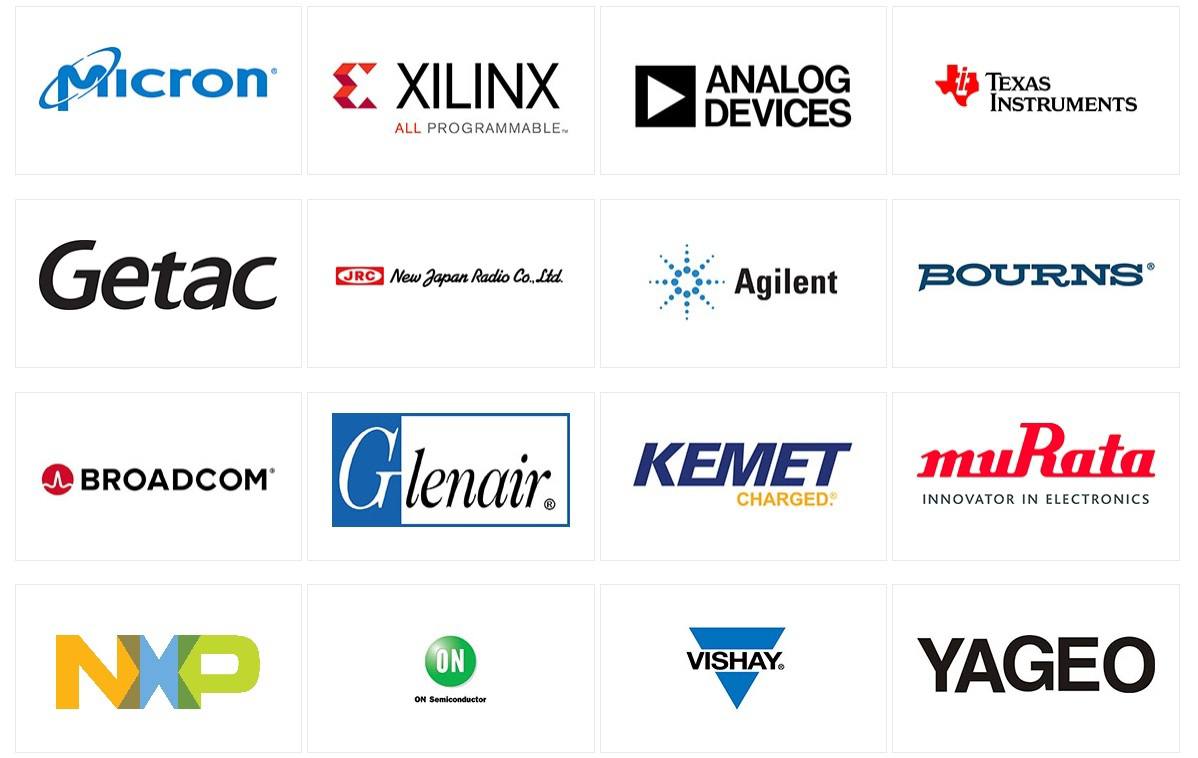 Micron®
XILINX
ALL PROGRAMMABLE™
ANALOG
DEVICES
TEXAS
INSTRUMENTS
Getac
JRC New Japan Radio Co.,Ltd.
Agilent
BOURNS®
BROADCOM®
Glenair®
KEMET
CHARGED.®
muRata
INNOVATOR IN ELECTRONICS
NXP
ON
ON Semiconductor
VISHAY®
YAGEO